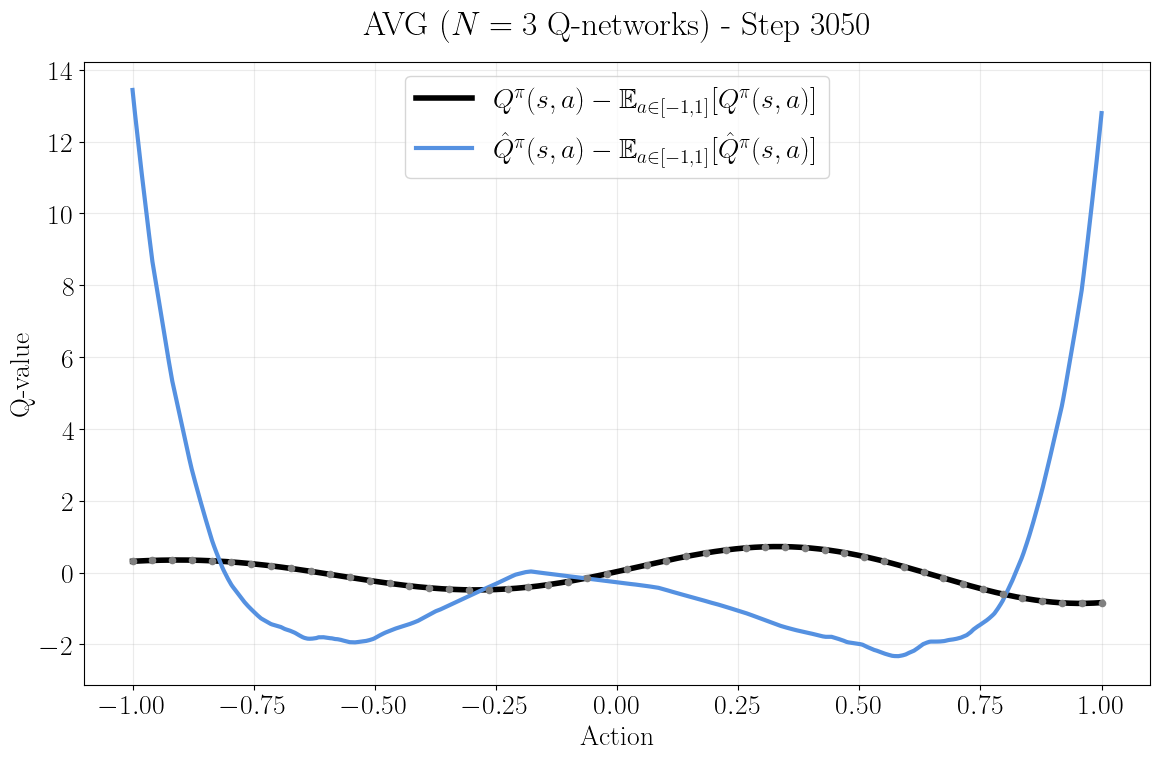 AVG (N = 3 Q-networks) - Step 3050
Q^π(s, a) − 𝔼_{a∈[−1,1]}[Q^π(s, a)]
Q̂^π(s, a) − 𝔼_{a∈[−1,1]}[Q̂^π(s, a)]
Q-value
14
12
10
8
6
4
2
0
−2
−1.00 −0.75 −0.50 −0.25 0.00 0.25 0.50 0.75 1.00
Action